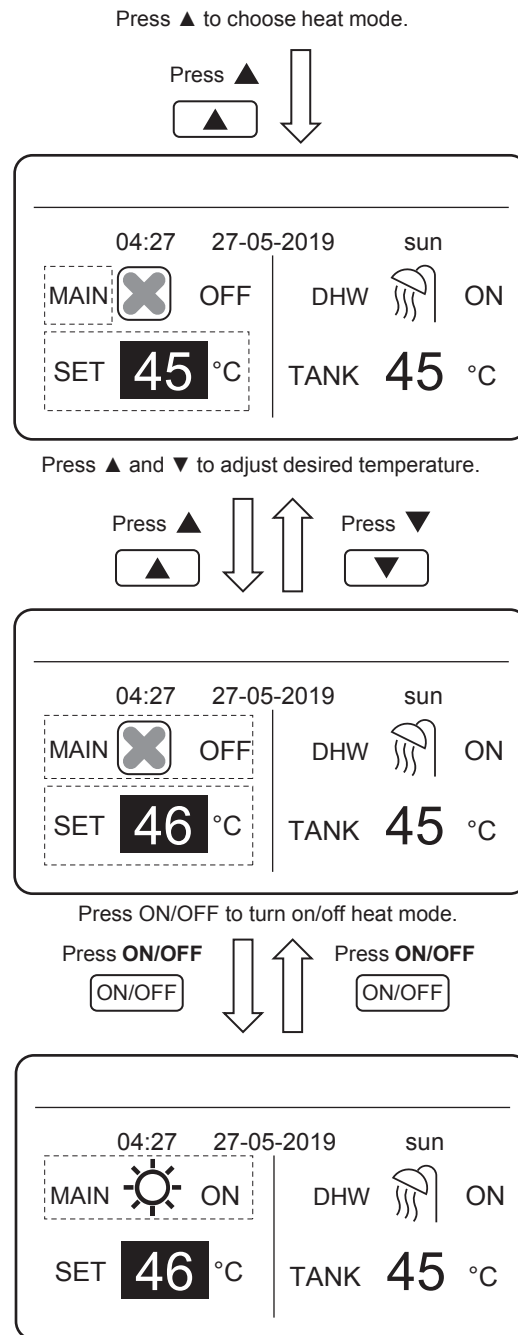 Press ▲ to choose heat mode.
Press ▲
▲
04:27 27-05-2019 sun
MAIN OFF DHW ON
SET 45 °C TANK 45 °C
Press ▲ and ▼ to adjust desired temperature.
Press ▲ Press ▼
▲ ▼
04:27 27-05-2019 sun
MAIN OFF DHW ON
SET 46 °C TANK 45 °C
Press ON/OFF to turn on/off heat mode.
Press ON/OFF Press ON/OFF
ON/OFF ON/OFF
04:27 27-05-2019 sun
MAIN ON DHW ON
SET 46 °C TANK 45 °C